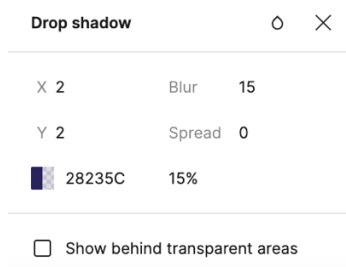 Drop shadow
X 2 Blur 15
Y 2 Spread 0
28235C 15%
Show behind transparent areas